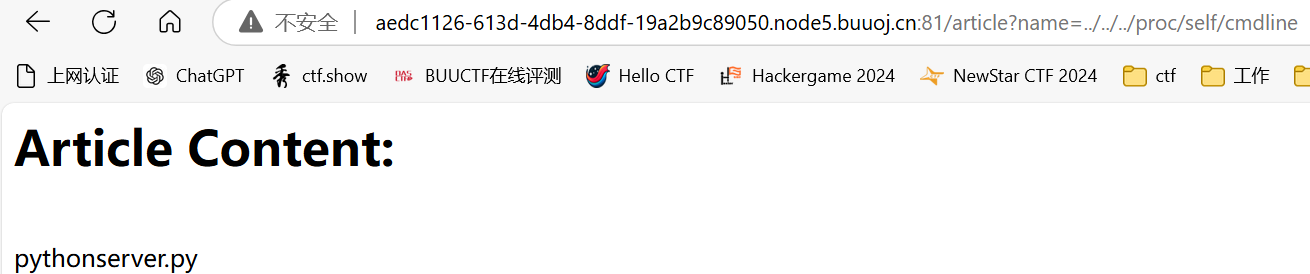 不安全 | aedc1126-613d-4db4-8ddf-19a2b9c89050.node5.buuoj.cn:81/article?name=../../../proc/self/cmdline
上网认证 ChatGPT ctf.show BUUCTF在线评测 Hello CTF Hackergame 2024 NewStar CTF 2024 ctf 工作
Article Content:
pythonserver.py